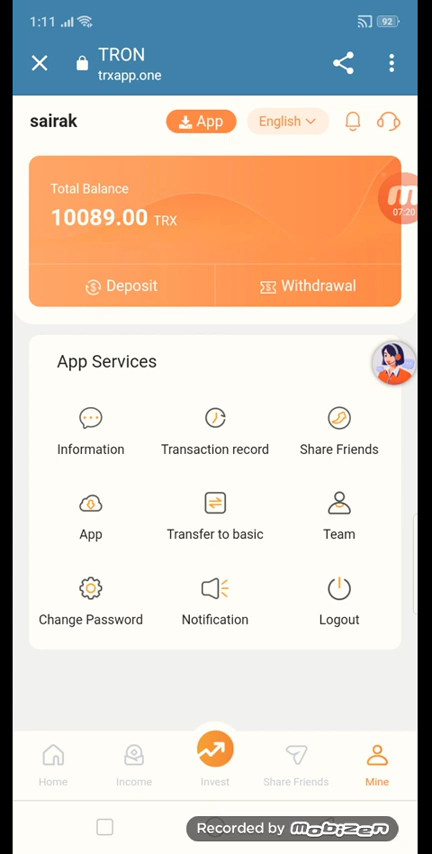 1:11
92
TRON
trxapp.one
sairak
App
English
Total Balance
10089.00 TRX
07:20
Deposit
Withdrawal
App Services
Information
Transaction record
Share Friends
App
Transfer to basic
Team
Change Password
Notification
Logout
Home
Income
Invest
Share Friends
Mine
Recorded by mobizen